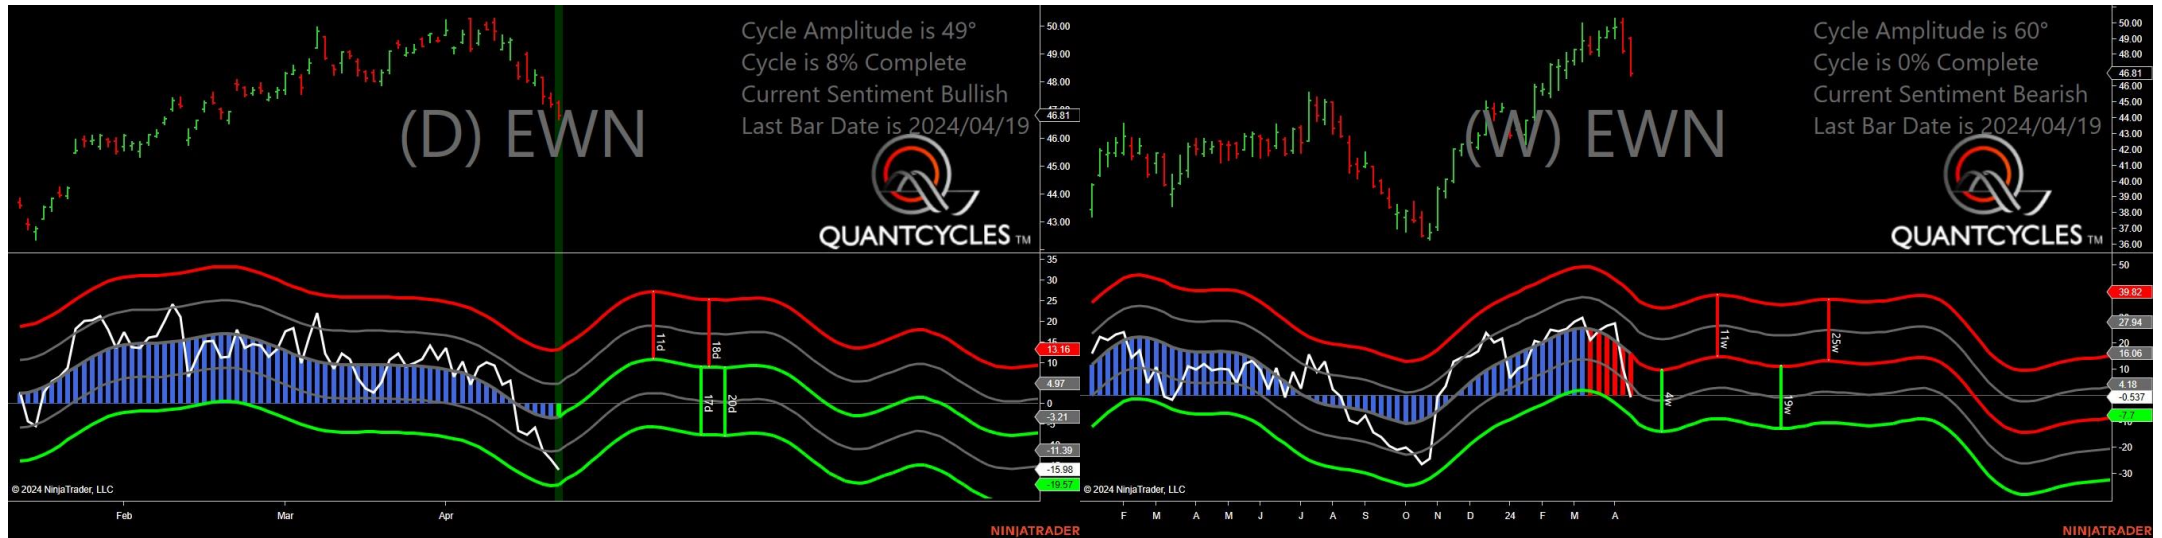 Cycle Amplitude is 49°
Cycle is 8% Complete
Current Sentiment Bullish
Last Bar Date is 2024/04/19
(D) EWN
QUANTCYCLES TM
50.00
49.00
48.00
46.81
46.00
45.00
44.00
43.00
35
30
25
20
15
13.16
10
4.97
0
-3.21
-11.39
-15.98
-19.57
11d
18d
17d
20d
© 2024 NinjaTrader, LLC
Feb Mar Apr
NINJATRADER
Cycle Amplitude is 60°
Cycle is 0% Complete
Current Sentiment Bearish
Last Bar Date is 2024/04/19
(W) EWN
QUANTCYCLES TM
50.00
49.00
48.00
46.81
46.00
45.00
44.00
43.00
42.00
41.00
40.00
39.00
38.00
37.00
36.00
50
39.82
27.94
20
16.06
10
4.18
-0.537
-7.7
-10
-20
-30
11w
25w
4w
19w
© 2024 NinjaTrader, LLC
F M A M J J A S O N D 24 F M A
NINJATRADER